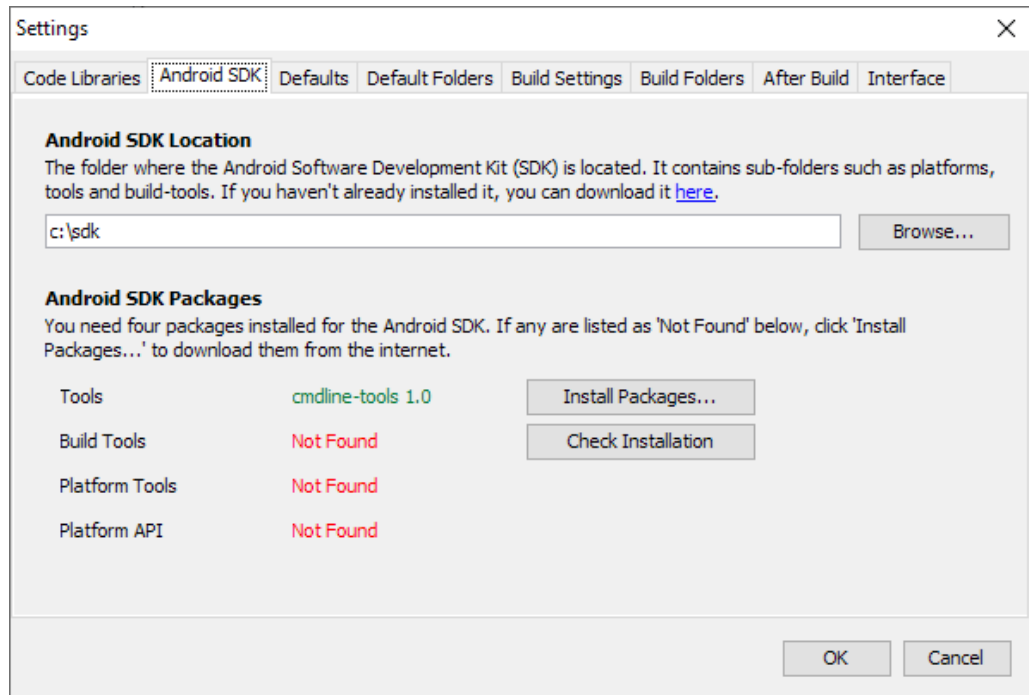 Settings
Code Libraries Android SDK Defaults Default Folders Build Settings Build Folders After Build Interface
Android SDK Location
The folder where the Android Software Development Kit (SDK) is located. It contains sub-folders such as platforms,
tools and build-tools. If you haven't already installed it, you can download it here.
c:\sdk Browse...
Android SDK Packages
You need four packages installed for the Android SDK. If any are listed as 'Not Found' below, click 'Install
Packages...' to download them from the internet.
Tools cmdline-tools 1.0 Install Packages...
Build Tools Not Found Check Installation
Platform Tools Not Found
Platform API Not Found
OK Cancel